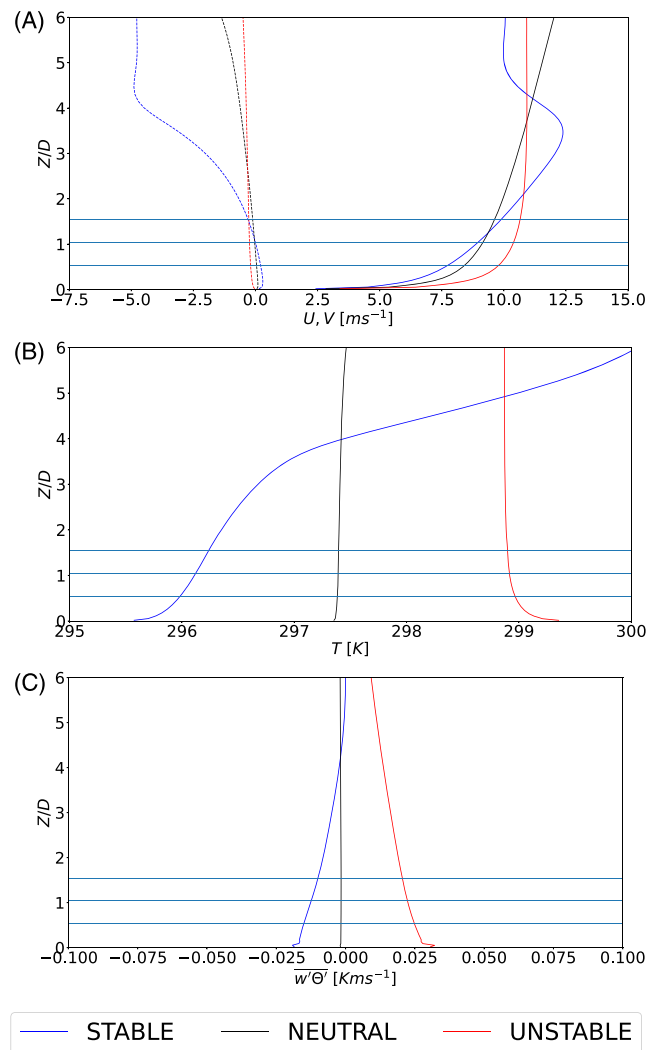 (A)
6
5
4
3
2
1
0
Z/D
−7.5 −5.0 −2.5 0.0 2.5 5.0 7.5 10.0 12.5 15.0
U, V [ms⁻¹]
(B)
6
4
2
0
Z/D
295 296 297 298 299 300
T [K]
(C)
6
5
4
3
2
1
0
Z/D
−0.100 −0.075 −0.050 −0.025 0.000 0.025 0.050 0.075 0.100
w′Θ′ [Kms⁻¹]
STABLE NEUTRAL UNSTABLE